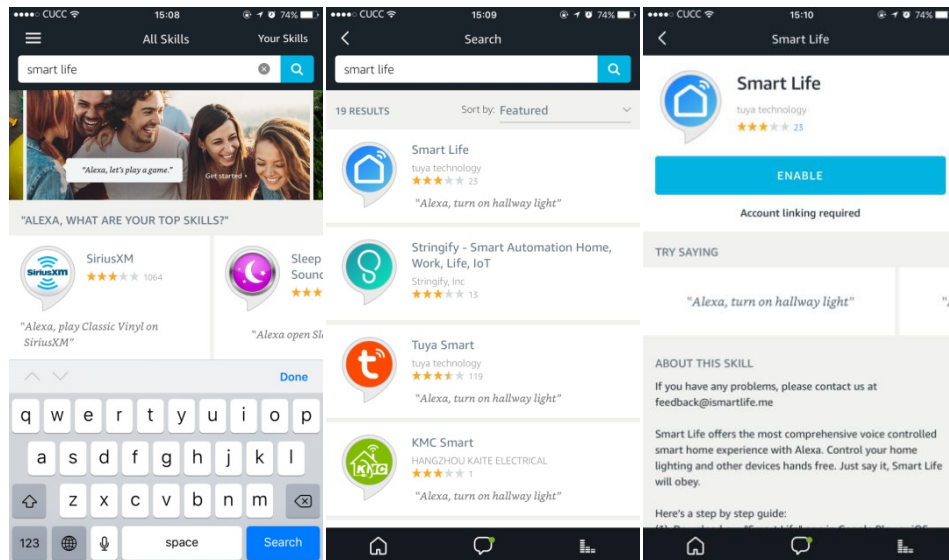 CUCC 15:08 74%
All Skills Your Skills
smart life
"Alexa, let's play a game."
Get started ›
"ALEXA, WHAT ARE YOUR TOP SKILLS?"
SiriusXM
SiriusXM
1064
"Alexa, play Classic Vinyl on
SiriusXM"
Sleep
Sound
"Alexa open Sl
Done
q w e r t y u i o p
a s d f g h j k l
z x c v b n m
123 space Search
CUCC 15:09 74%
Search
smart life
19 RESULTS Sort by: Featured
Smart Life
tuya technology
23
"Alexa, turn on hallway light"
Stringify - Smart Automation Home,
Work, Life, IoT
Stringify, Inc
13
Tuya Smart
tuya technology
119
"Alexa, turn on hallway light"
KMC
KMC Smart
HANGZHOU KAITE ELECTRICAL
1
"Alexa, turn on hallway light"
CUCC 15:10 74%
Smart Life
Smart Life
tuya technology
23
ENABLE
Account linking required
TRY SAYING
"Alexa, turn on hallway light"
ABOUT THIS SKILL
If you have any problems, please contact us at
feedback@ismartlife.me
Smart Life offers the most comprehensive voice controlled
smart home experience with Alexa. Control your home
lighting and other devices hands free. Just say it, Smart Life
will obey.
Here's a step by step guide: